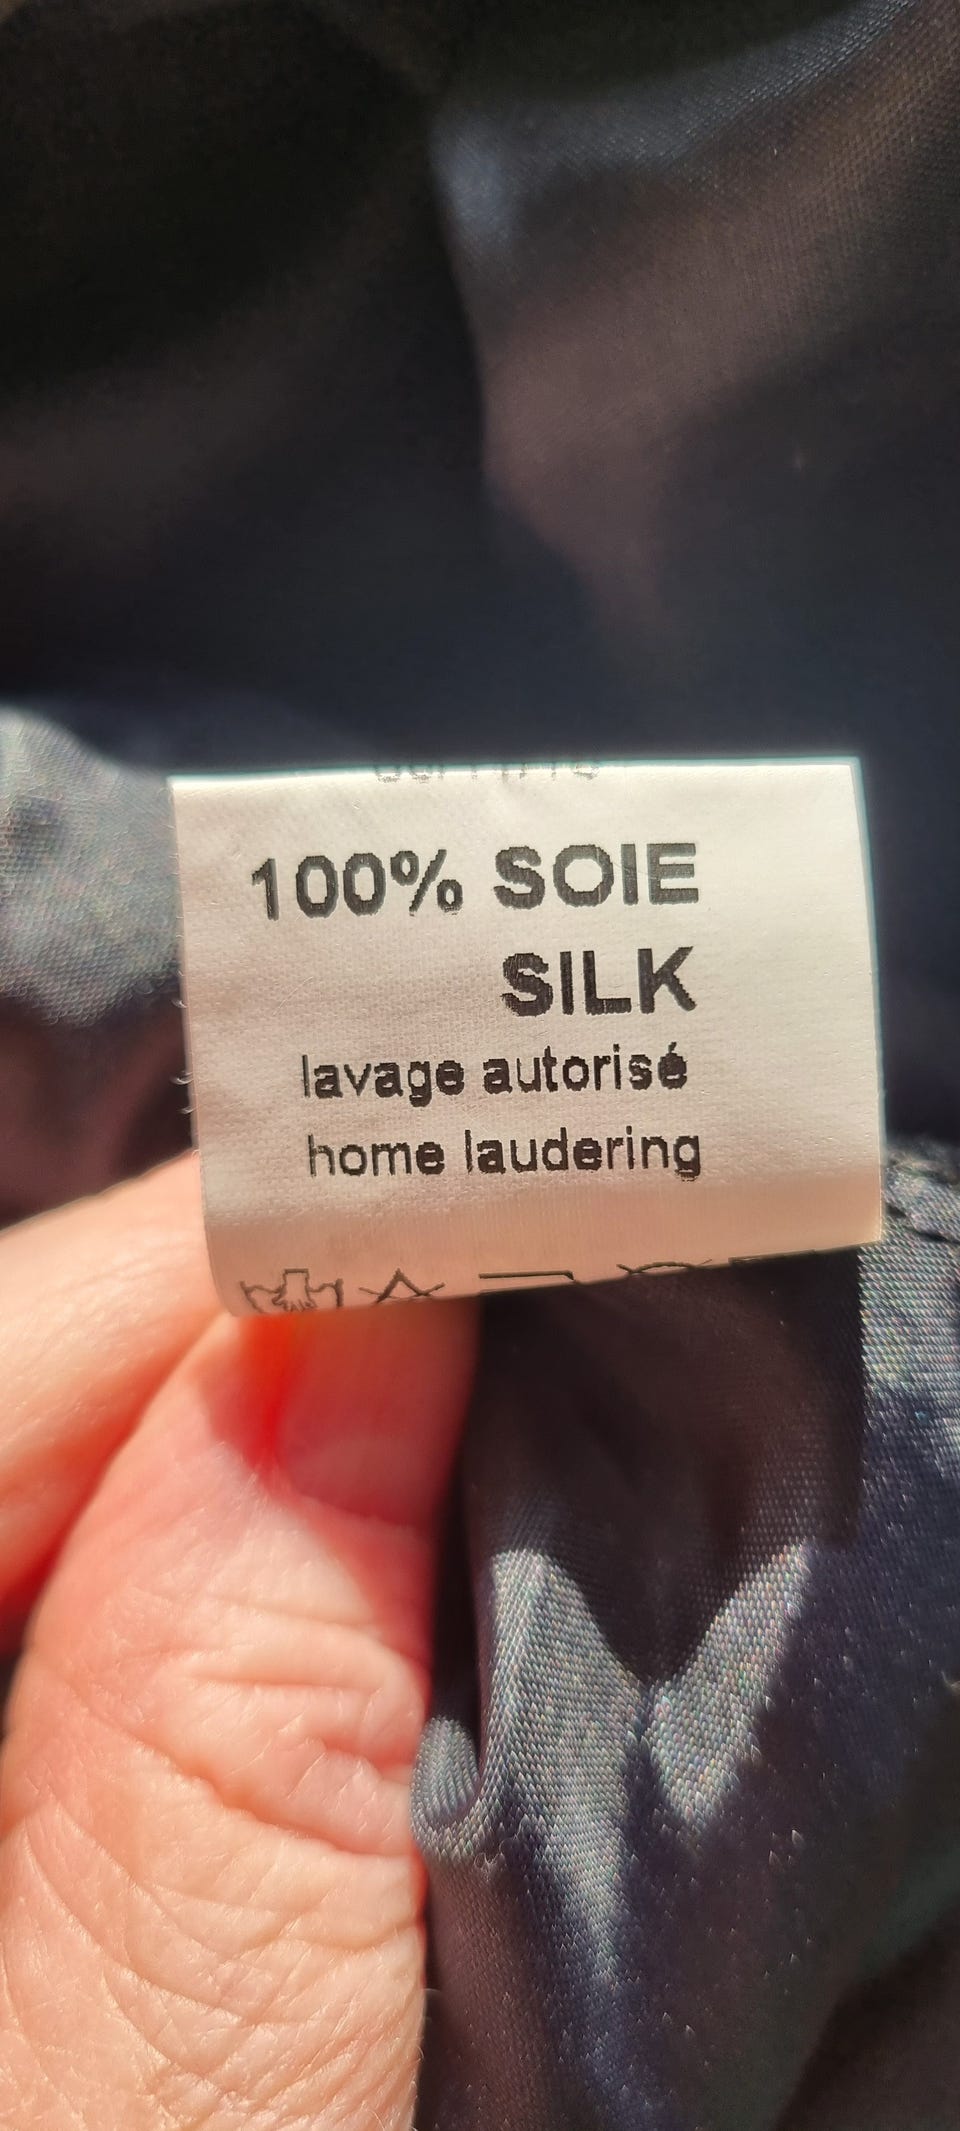 100% SOIE
SILK
lavage autorisé
home laudering